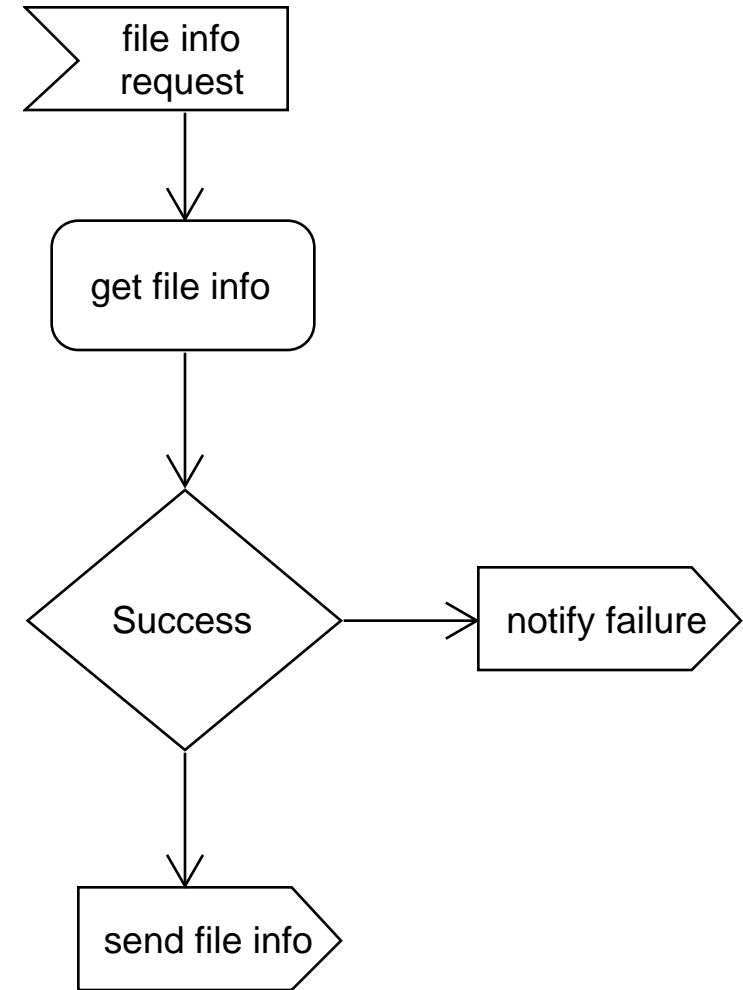 file info
request
get file info
Success
notify failure
send file info